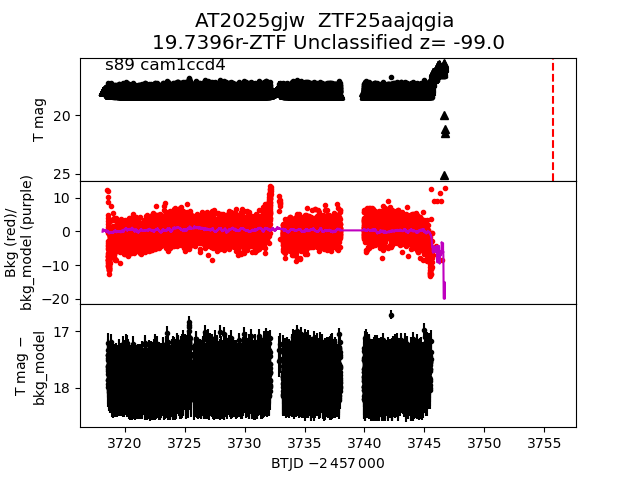 AT2025gjw  ZTF25aajqgia
19.7396r-ZTF Unclassified z= -99.0
s89 cam1ccd4
T mag
20
25
Bkg (red)/
bkg_model (purple)
10
0
−10
−20
T mag −
bkg_model
17
18
3720 3725 3730 3735 3740 3745 3750 3755
BTJD −2 457 000